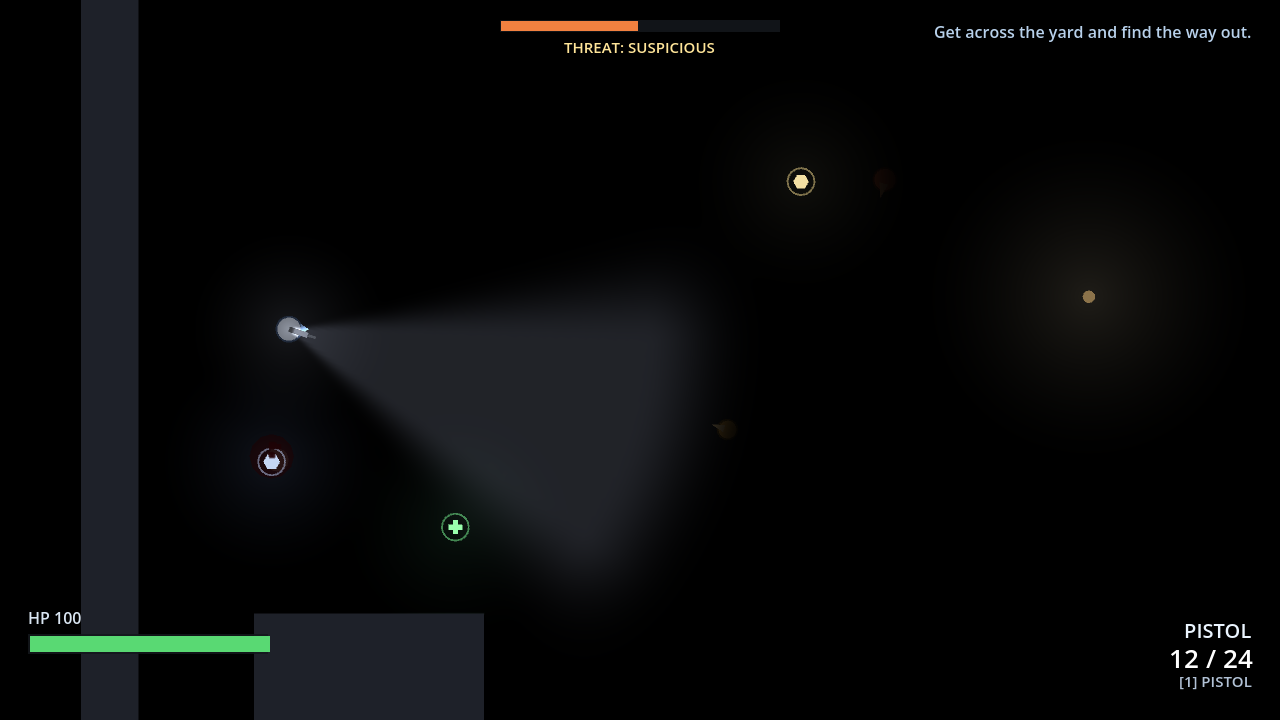 THREAT: SUSPICIOUS
Get across the yard and find the way out.
HP 100
PISTOL
12 / 24
[1] PISTOL